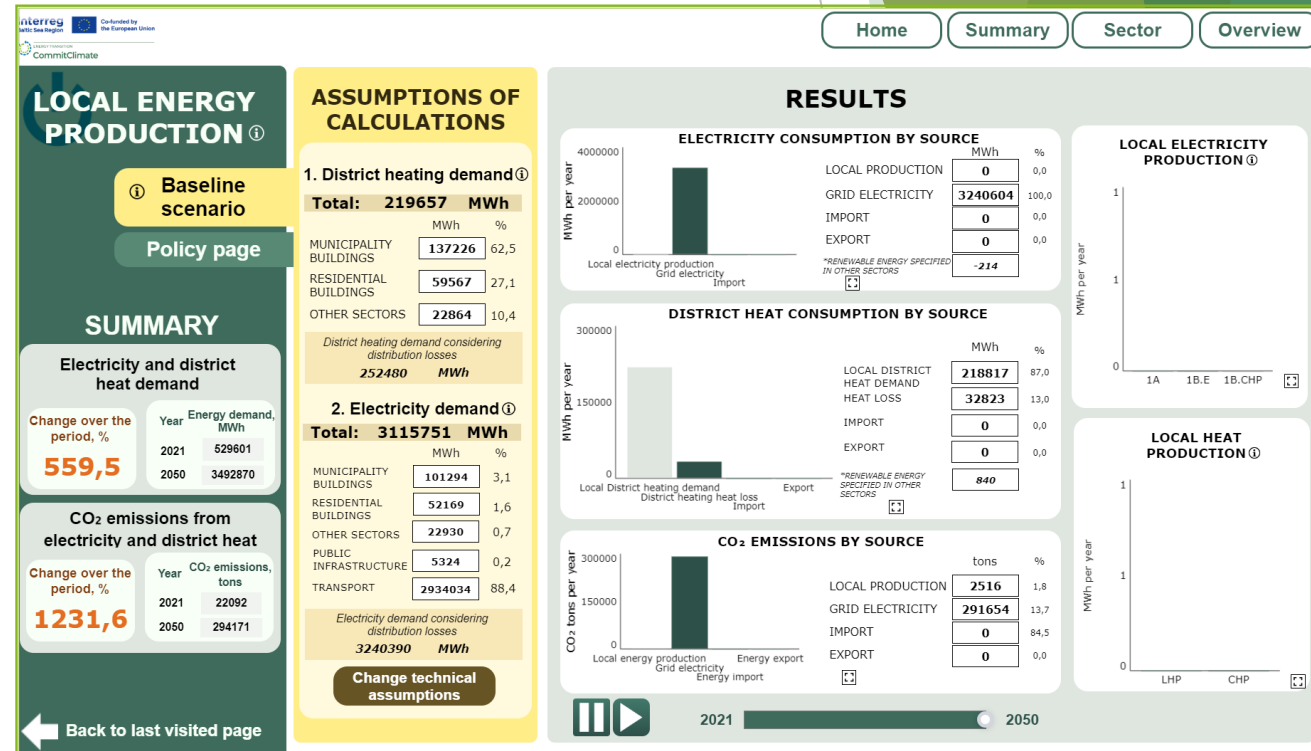 Interreg
Baltic Sea Region
Co-funded by
the European Union
CommitClimate
Home
Summary
Sector
Overview
LOCAL ENERGY
PRODUCTION ⓘ
ⓘ Baseline
scenario
Policy page
SUMMARY
Electricity and district
heat demand
Change over the
period, %
559,5
Year Energy demand,
MWh
2021 529601
2050 3492870
CO₂ emissions from
electricity and district heat
Change over the
period, %
1231,6
Year CO₂ emissions,
tons
2021 22092
2050 294171
Back to last visited page
ASSUMPTIONS OF
CALCULATIONS
1. District heating demand ⓘ
Total: 219657 MWh
MWh %
MUNICIPALITY
BUILDINGS 137226 62,5
RESIDENTIAL
BUILDINGS 59567 27,1
OTHER SECTORS 22864 10,4
District heating demand considering
distribution losses
252480 MWh
2. Electricity demand ⓘ
Total: 3115751 MWh
MWh %
MUNICIPALITY
BUILDINGS 101294 3,1
RESIDENTIAL
BUILDINGS 52169 1,6
OTHER SECTORS 22930 0,7
PUBLIC
INFRASTRUCTURE 5324 0,2
TRANSPORT 2934034 88,4
Electricity demand considering
distribution losses
3240390 MWh
Change technical
assumptions
RESULTS
ELECTRICITY CONSUMPTION BY SOURCE
MWh per year
4000000
2000000
0
Local electricity production
Grid electricity
Import
MWh %
LOCAL PRODUCTION 0 0,0
GRID ELECTRICITY 3240604 100,0
IMPORT 0 0,0
EXPORT 0 0,0
*RENEWABLE ENERGY SPECIFIED
IN OTHER SECTORS -214
DISTRICT HEAT CONSUMPTION BY SOURCE
MWh per year
300000
150000
0
Local District heating demand
District heating heat loss
Import
Export
MWh %
LOCAL DISTRICT
HEAT DEMAND 218817 87,0
HEAT LOSS 32823 13,0
IMPORT 0 0,0
EXPORT 0 0,0
*RENEWABLE ENERGY
SPECIFIED IN OTHER
SECTORS 840
CO₂ EMISSIONS BY SOURCE
CO₂ tons per year
300000
150000
0
Local energy production
Grid electricity
Energy import
Energy export
tons %
LOCAL PRODUCTION 2516 1,8
GRID ELECTRICITY 291654 13,7
IMPORT 0 84,5
EXPORT 0 0,0
2021
2050
LOCAL ELECTRICITY
PRODUCTION ⓘ
MWh per year
1
1
0
1A 1B.E 1B.CHP
LOCAL HEAT
PRODUCTION ⓘ
MWh per year
1
1
0
LHP CHP